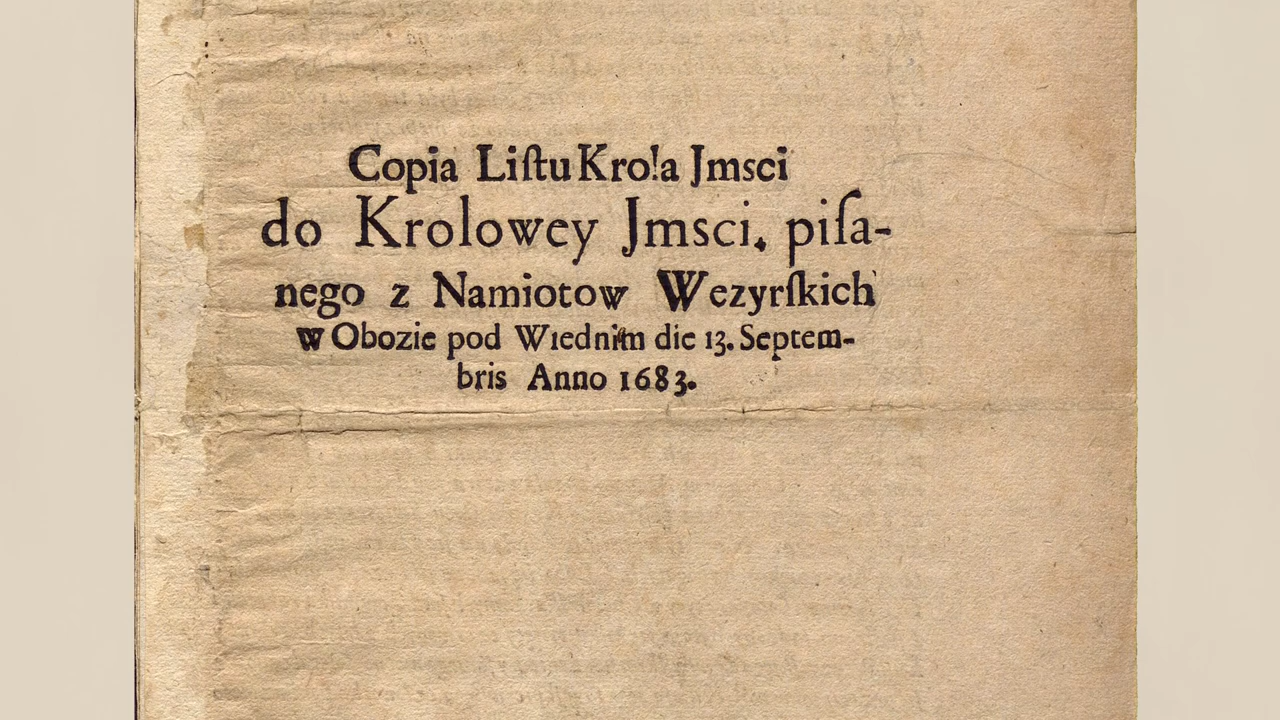 Copia Liſtu Krola Jmsci
do Krolowey Jmsci. piſa-
nego z Namiotow Wezyrſkich
w Obozie pod Wiedniem die 13. Septem-
bris Anno 1683.